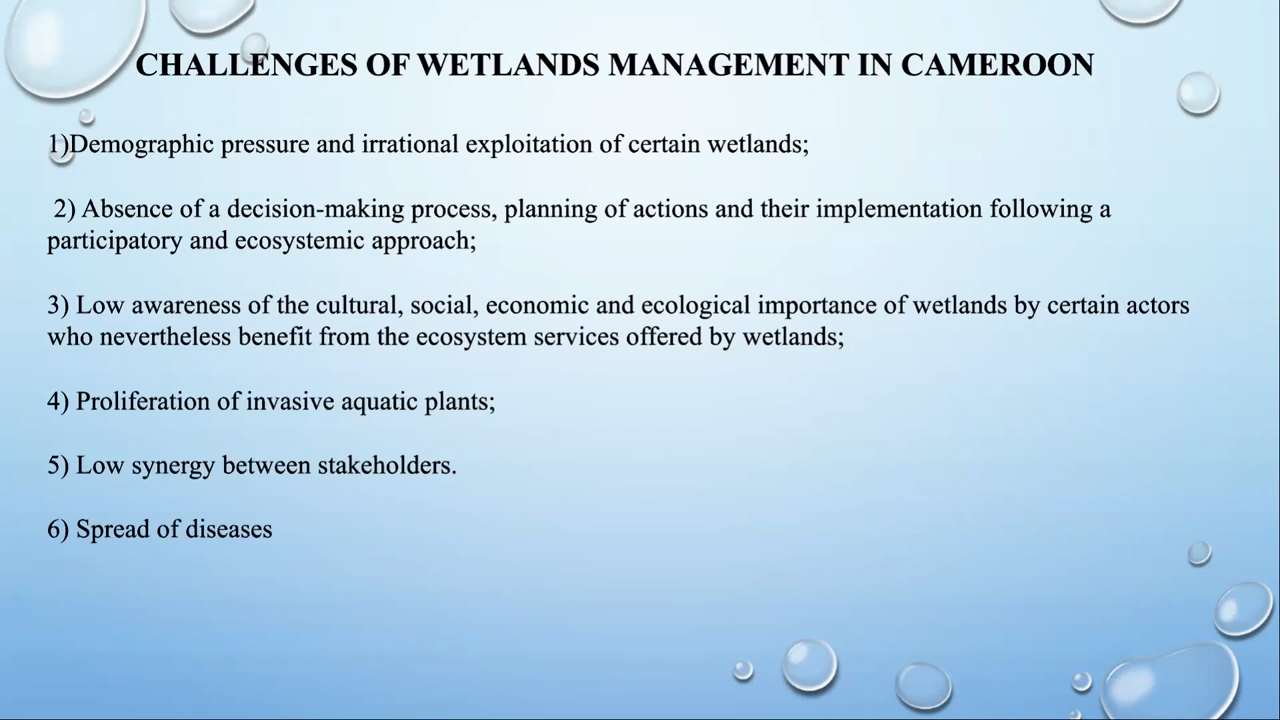 CHALLENGES OF WETLANDS MANAGEMENT IN CAMEROON
1)Demographic pressure and irrational exploitation of certain wetlands;
2) Absence of a decision-making process, planning of actions and their implementation following a
participatory and ecosystemic approach;
3) Low awareness of the cultural, social, economic and ecological importance of wetlands by certain actors
who nevertheless benefit from the ecosystem services offered by wetlands;
4) Proliferation of invasive aquatic plants;
5) Low synergy between stakeholders.
6) Spread of diseases